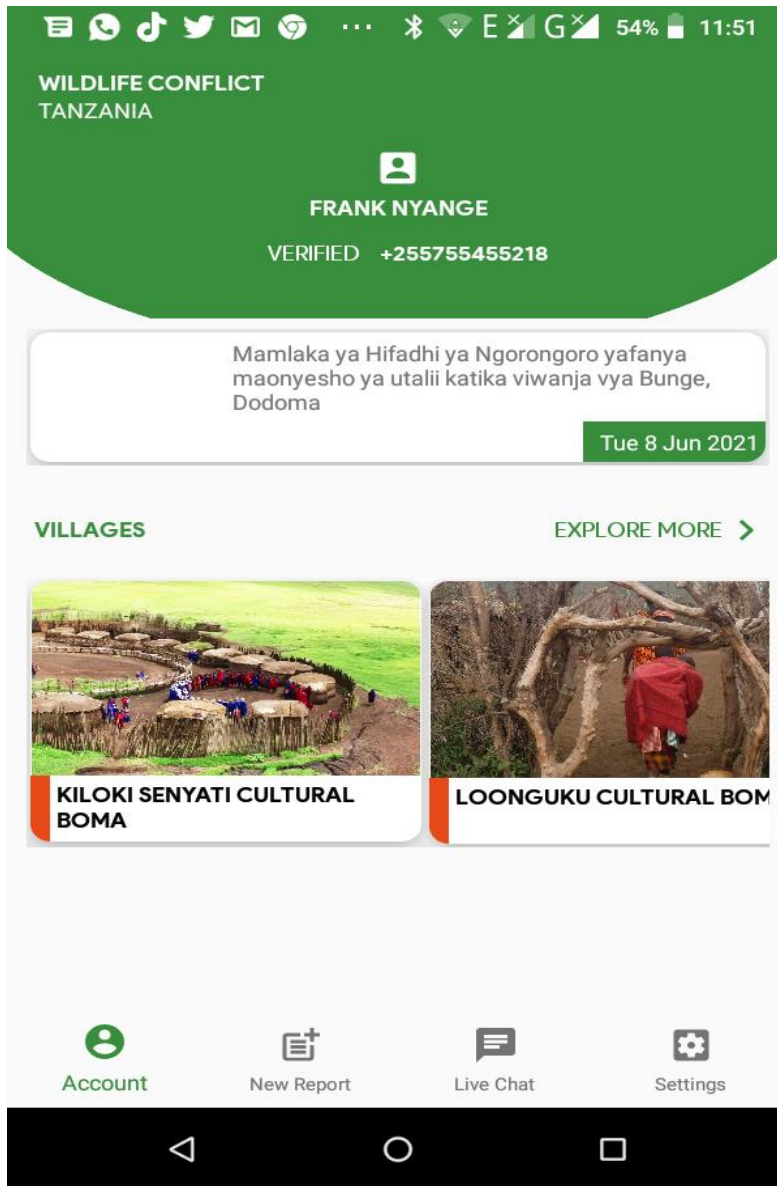 E G 54% 11:51
WILDLIFE CONFLICT
TANZANIA
FRANK NYANGE
VERIFIED +255755455218
Mamlaka ya Hifadhi ya Ngorongoro yafanya
maonyesho ya utalii katika viwanja vya Bunge,
Dodoma
Tue 8 Jun 2021
VILLAGES EXPLORE MORE
KILOKI SENYATI CULTURAL
BOMA
LOONGUKU CULTURAL BOM
Account New Report Live Chat Settings